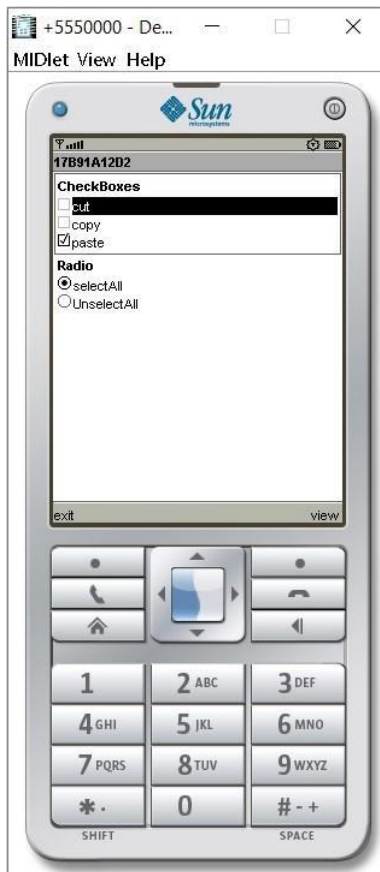 +5550000 - De...
MIDlet View Help
Sun
microsystems
17B91A12D2
CheckBoxes
cut
copy
paste
Radio
selectAll
UnselectAll
exit view
1 2 ABC 3 DEF
4 GHI 5 JKL 6 MNO
7 PQRS 8 TUV 9 WXYZ
* . 0 # - +
SHIFT SPACE